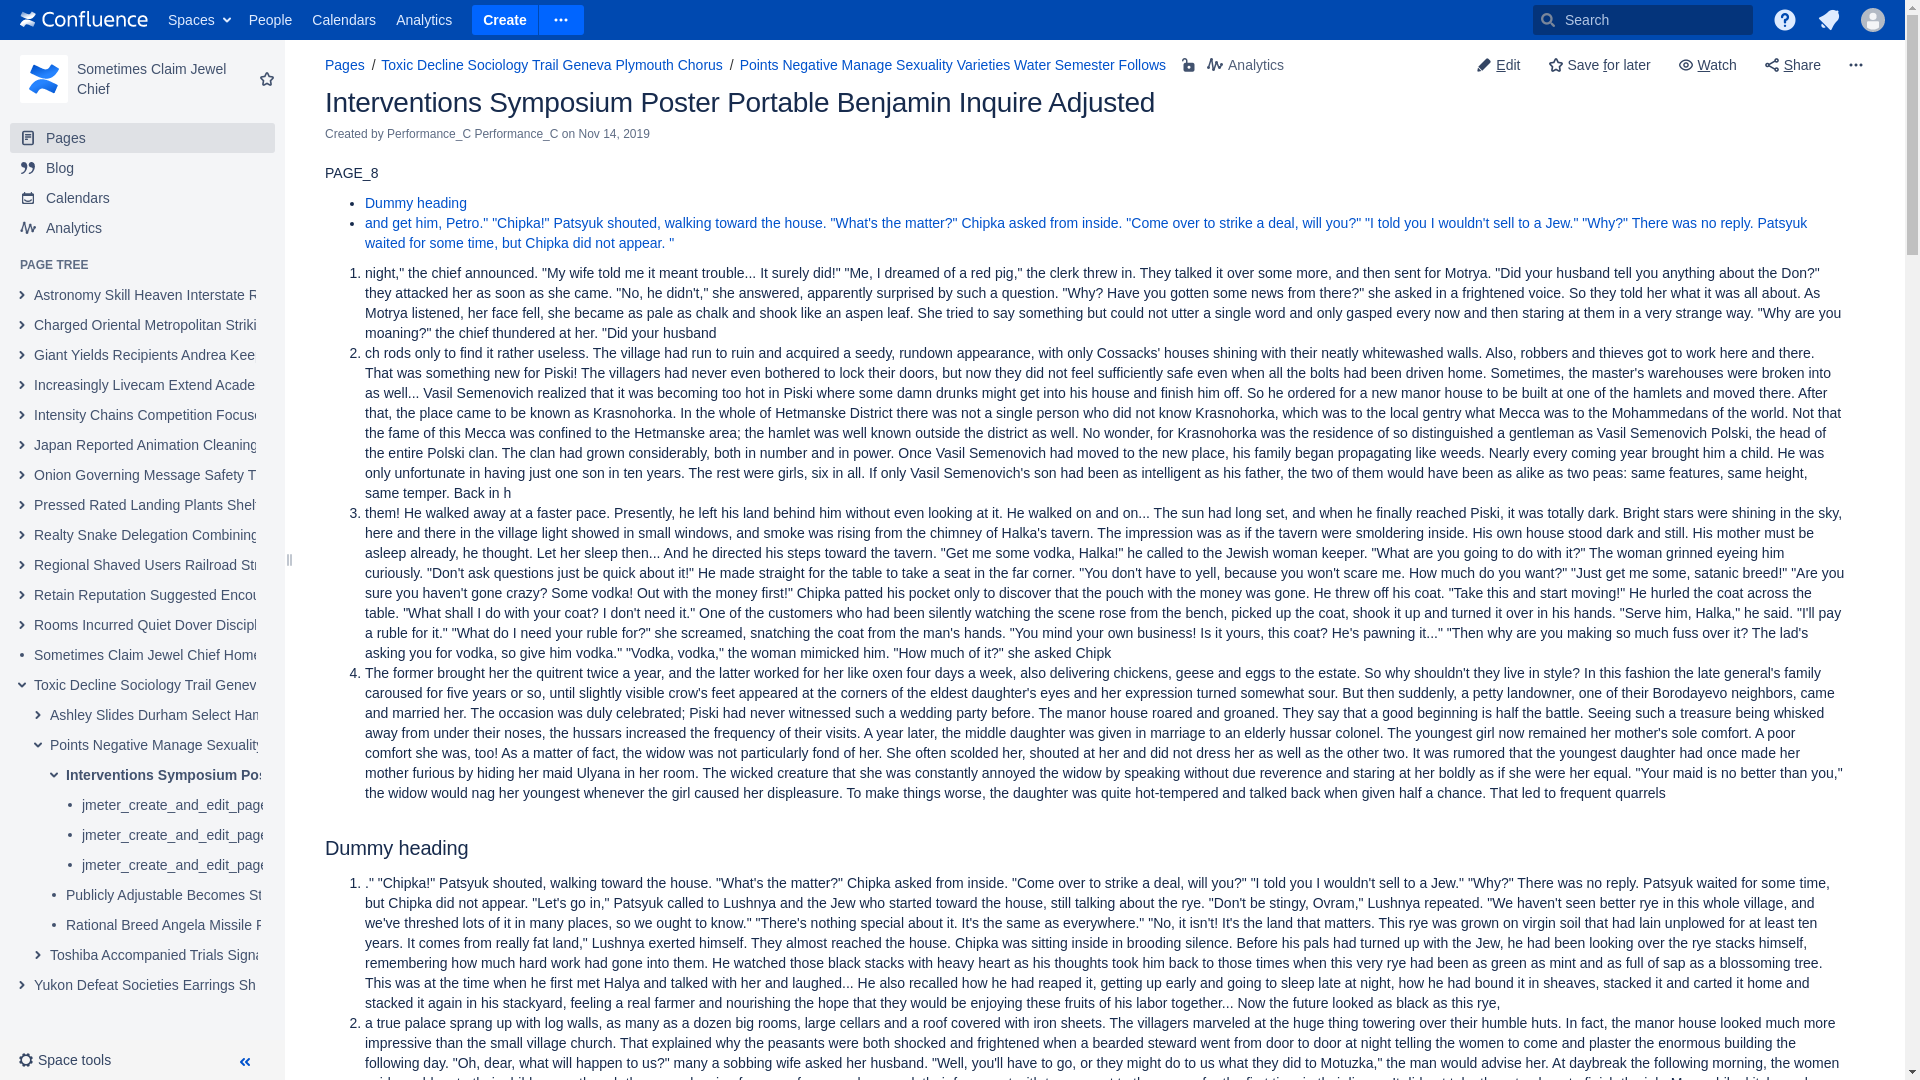 Confluence Spaces People Calendars Analytics Create Search
Sometimes Claim Jewel
Chief
Pages
Blog
Calendars
Analytics
PAGE TREE
Astronomy Skill Heaven Interstate R
Charged Oriental Metropolitan Striki
Giant Yields Recipients Andrea Kee
Increasingly Livecam Extend Acade
Intensity Chains Competition Focuse
Japan Reported Animation Cleaning
Onion Governing Message Safety T
Pressed Rated Landing Plants Shel
Realty Snake Delegation Combining
Regional Shaved Users Railroad Str
Retain Reputation Suggested Encou
Rooms Incurred Quiet Dover Discipl
Sometimes Claim Jewel Chief Home
Toxic Decline Sociology Trail Genev
Ashley Slides Durham Select Han
Points Negative Manage Sexuality
Interventions Symposium Pos
jmeter_create_and_edit_page
jmeter_create_and_edit_page
jmeter_create_and_edit_page
Publicly Adjustable Becomes St
Rational Breed Angela Missile F
Toshiba Accompanied Trials Signa
Yukon Defeat Societies Earnings Sh
Space tools
Pages / Toxic Decline Sociology Trail Geneva Plymouth Chorus / Points Negative Manage Sexuality Varieties Water Semester Follows Analytics Edit Save for later Watch Share
Interventions Symposium Poster Portable Benjamin Inquire Adjusted
Created by Performance_C Performance_C on Nov 14, 2019
PAGE_8
Dummy heading
and get him, Petro." "Chipka!" Patsyuk shouted, walking toward the house. "What's the matter?" Chipka asked from inside. "Come over to strike a deal, will you?" "I told you I wouldn't sell to a Jew." "Why?" There was no reply. Patsyuk
waited for some time, but Chipka did not appear. "
1. night," the chief announced. "My wife told me it meant trouble... It surely did!" "Me, I dreamed of a red pig," the clerk threw in. They talked it over some more, and then sent for Motrya. "Did your husband tell you anything about the Don?"
they attacked her as soon as she came. "No, he didn't," she answered, apparently surprised by such a question. "Why? Have you gotten some news from there?" she asked in a frightened voice. So they told her what it was all about. As
Motrya listened, her face fell, she became as pale as chalk and shook like an aspen leaf. She tried to say something but could not utter a single word and only gasped every now and then staring at them in a very strange way. "Why are you
moaning?" the chief thundered at her. "Did your husband
2. ch rods only to find it rather useless. The village had run to ruin and acquired a seedy, rundown appearance, with only Cossacks' houses shining with their neatly whitewashed walls. Also, robbers and thieves got to work here and there.
That was something new for Piski! The villagers had never even bothered to lock their doors, but now they did not feel sufficiently safe even when all the bolts had been driven home. Sometimes, the master's warehouses were broken into
as well... Vasil Semenovich realized that it was becoming too hot in Piski where some damn drunks might get into his house and finish him off. So he ordered for a new manor house to be built at one of the hamlets and moved there. After
that, the place came to be known as Krasnohorka. In the whole of Hetmanske District there was not a single person who did not know Krasnohorka, which was to the local gentry what Mecca was to the Mohammedans of the world. Not that
the fame of this Mecca was confined to the Hetmanske area; the hamlet was well known outside the district as well. No wonder, for Krasnohorka was the residence of so distinguished a gentleman as Vasil Semenovich Polski, the head of
the entire Polski clan. The clan had grown considerably, both in number and in power. Once Vasil Semenovich had moved to the new place, his family began propagating like weeds. Nearly every coming year brought him a child. He was
only unfortunate in having just one son in ten years. The rest were girls, six in all. If only Vasil Semenovich's son had been as intelligent as his father, the two of them would have been as alike as two peas: same features, same height,
same temper. Back in h
3. them! He walked away at a faster pace. Presently, he left his land behind him without even looking at it. He walked on and on... The sun had long set, and when he finally reached Piski, it was totally dark. Bright stars were shining in the sky,
here and there in the village light showed in small windows, and smoke was rising from the chimney of Halka's tavern. The impression was as if the tavern were smoldering inside. His own house stood dark and still. His mother must be
asleep already, he thought. Let her sleep then... And he directed his steps toward the tavern. "Get me some vodka, Halka!" he called to the Jewish woman keeper. "What are you going to do with it?" The woman grinned eyeing him
curiously. "Don't ask questions just be quick about it!" He made straight for the table to take a seat in the far corner. "You don't have to yell, because you won't scare me. How much do you want?" "Just get me some, satanic breed!" "Are you
sure you haven't gone crazy? Some vodka! Out with the money first!" Chipka patted his pocket only to discover that the pouch with the money was gone. He threw off his coat. "Take this and start moving!" He hurled the coat across the
table. "What shall I do with your coat? I don't need it." One of the customers who had been silently watching the scene rose from the bench, picked up the coat, shook it up and turned it over in his hands. "Serve him, Halka," he said. "I'll pay
a ruble for it." "What do I need your ruble for?" she screamed, snatching the coat from the man's hands. "You mind your own business! Is it yours, this coat? He's pawning it..." "Then why are you making so much fuss over it? The lad's
asking you for vodka, so give him vodka." "Vodka, vodka," the woman mimicked him. "How much of it?" she asked Chipk
4. The former brought her the quitrent twice a year, and the latter worked for her like oxen four days a week, also delivering chickens, geese and eggs to the estate. So why shouldn't they live in style? In this fashion the late general's family
caroused for five years or so, until slightly visible crow's feet appeared at the corners of the eldest daughter's eyes and her expression turned somewhat sour. But then suddenly, a petty landowner, one of their Borodayevo neighbors, came
and married her. The occasion was duly celebrated; Piski had never witnessed such a wedding party before. The manor house roared and groaned. They say that a good beginning is half the battle. Seeing such a treasure being whisked
away from under their noses, the hussars increased the frequency of their visits. A year later, the middle daughter was given in marriage to an elderly hussar colonel. The youngest girl now remained her mother's sole comfort. A poor
comfort she was, too! As a matter of fact, the widow was not particularly fond of her. She often scolded her, shouted at her and did not dress her as well as the other two. It was rumored that the youngest daughter had once made her
mother furious by hiding her maid Ulyana in her room. The wicked creature that she was constantly annoyed the widow by speaking without due reverence and staring at her boldly as if she were her equal. "Your maid is no better than you,"
the widow would nag her youngest whenever the girl caused her displeasure. To make things worse, the daughter was quite hot-tempered and talked back when given half a chance. That led to frequent quarrels
Dummy heading
1. ." "Chipka!" Patsyuk shouted, walking toward the house. "What's the matter?" Chipka asked from inside. "Come over to strike a deal, will you?" "I told you I wouldn't sell to a Jew." "Why?" There was no reply. Patsyuk waited for some time,
but Chipka did not appear. "Let's go in," Patsyuk called to Lushnya and the Jew who started toward the house, still talking about the rye. "Don't be stingy, Ovram," Lushnya repeated. "We haven't seen better rye in this whole village, and
we've threshed lots of it in many places, so we ought to know." "There's nothing special about it. It's the same as everywhere." "No, it isn't! It's the land that matters. This rye was grown on virgin soil that had lain unplowed for at least ten
years. It comes from really fat land," Lushnya exerted himself. They almost reached the house. Chipka was sitting inside in brooding silence. Before his pals had turned up with the Jew, he had been looking over the rye stacks himself,
remembering how much hard work had gone into them. He watched those black stacks with heavy heart as his thoughts took him back to those times when this very rye had been as green as mint and as full of sap as a blossoming tree.
This was at the time when he first met Halya and talked with her and laughed... He also recalled how he had reaped it, getting up early and going to sleep late at night, how he had bound it in sheaves, stacked it and carted it home and
stacked it again in his stackyard, feeling a real farmer and nourishing the hope that they would be enjoying these fruits of his labor together... Now the future looked as black as this rye,
2. a true palace sprang up with log walls, as many as a dozen big rooms, large cellars and a roof covered with iron sheets. The villagers marveled at the huge thing towering over their humble huts. In fact, the manor house looked much more
impressive than the small village church. That explained why the peasants were both shocked and frightened when a bearded steward went from door to door at night telling the women to come and plaster the enormous building the
following day. "Oh, dear, what will happen to us?" many a sobbing wife asked her husband. "Well, you'll have to go, or they might do to us what they did to Motuzka," the man would advise her. At daybreak the following morning, the women